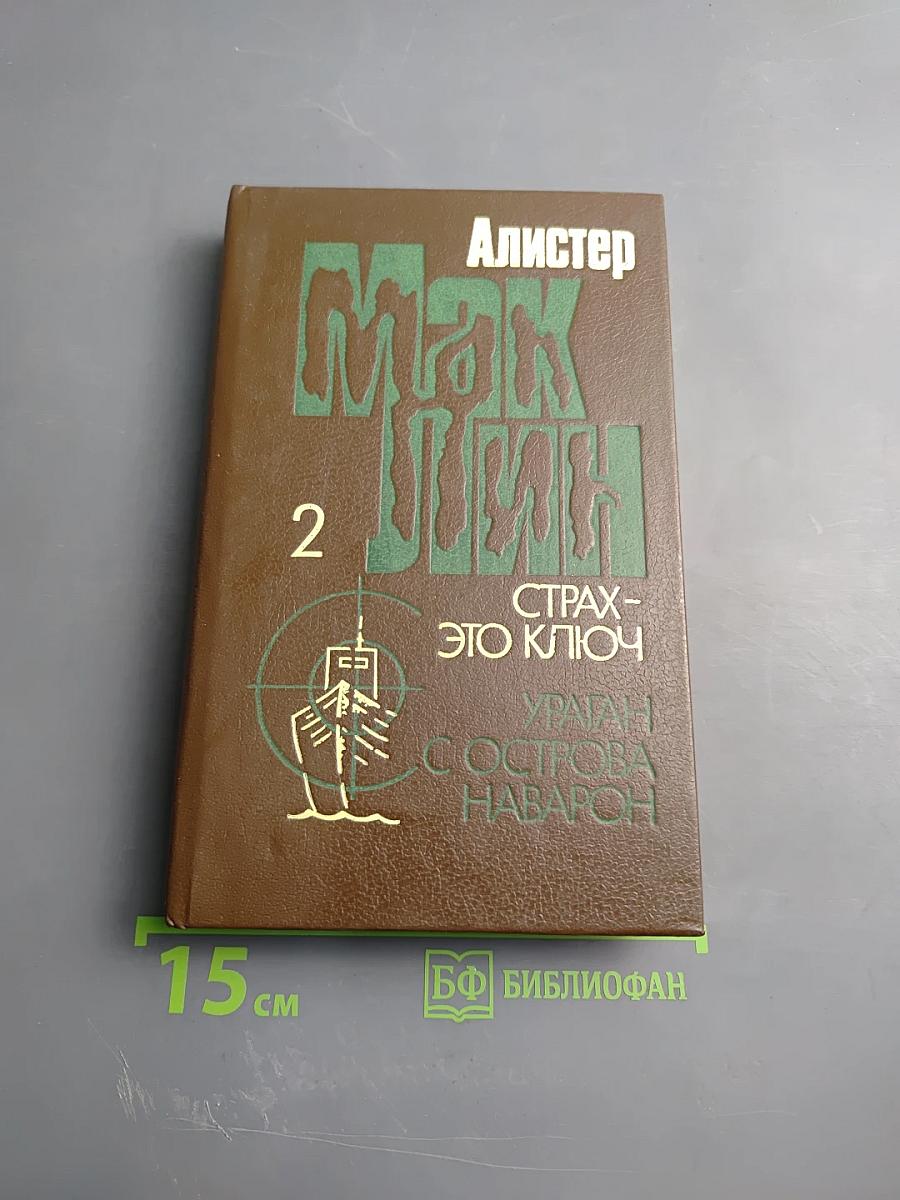 Алистер
Мак
Лин
2
СТРАХ-
ЭТО КЛЮЧ
УРАГАН
С ОСТРОВА
НАВАРОН
15 см
БФ БИБЛИОФАН